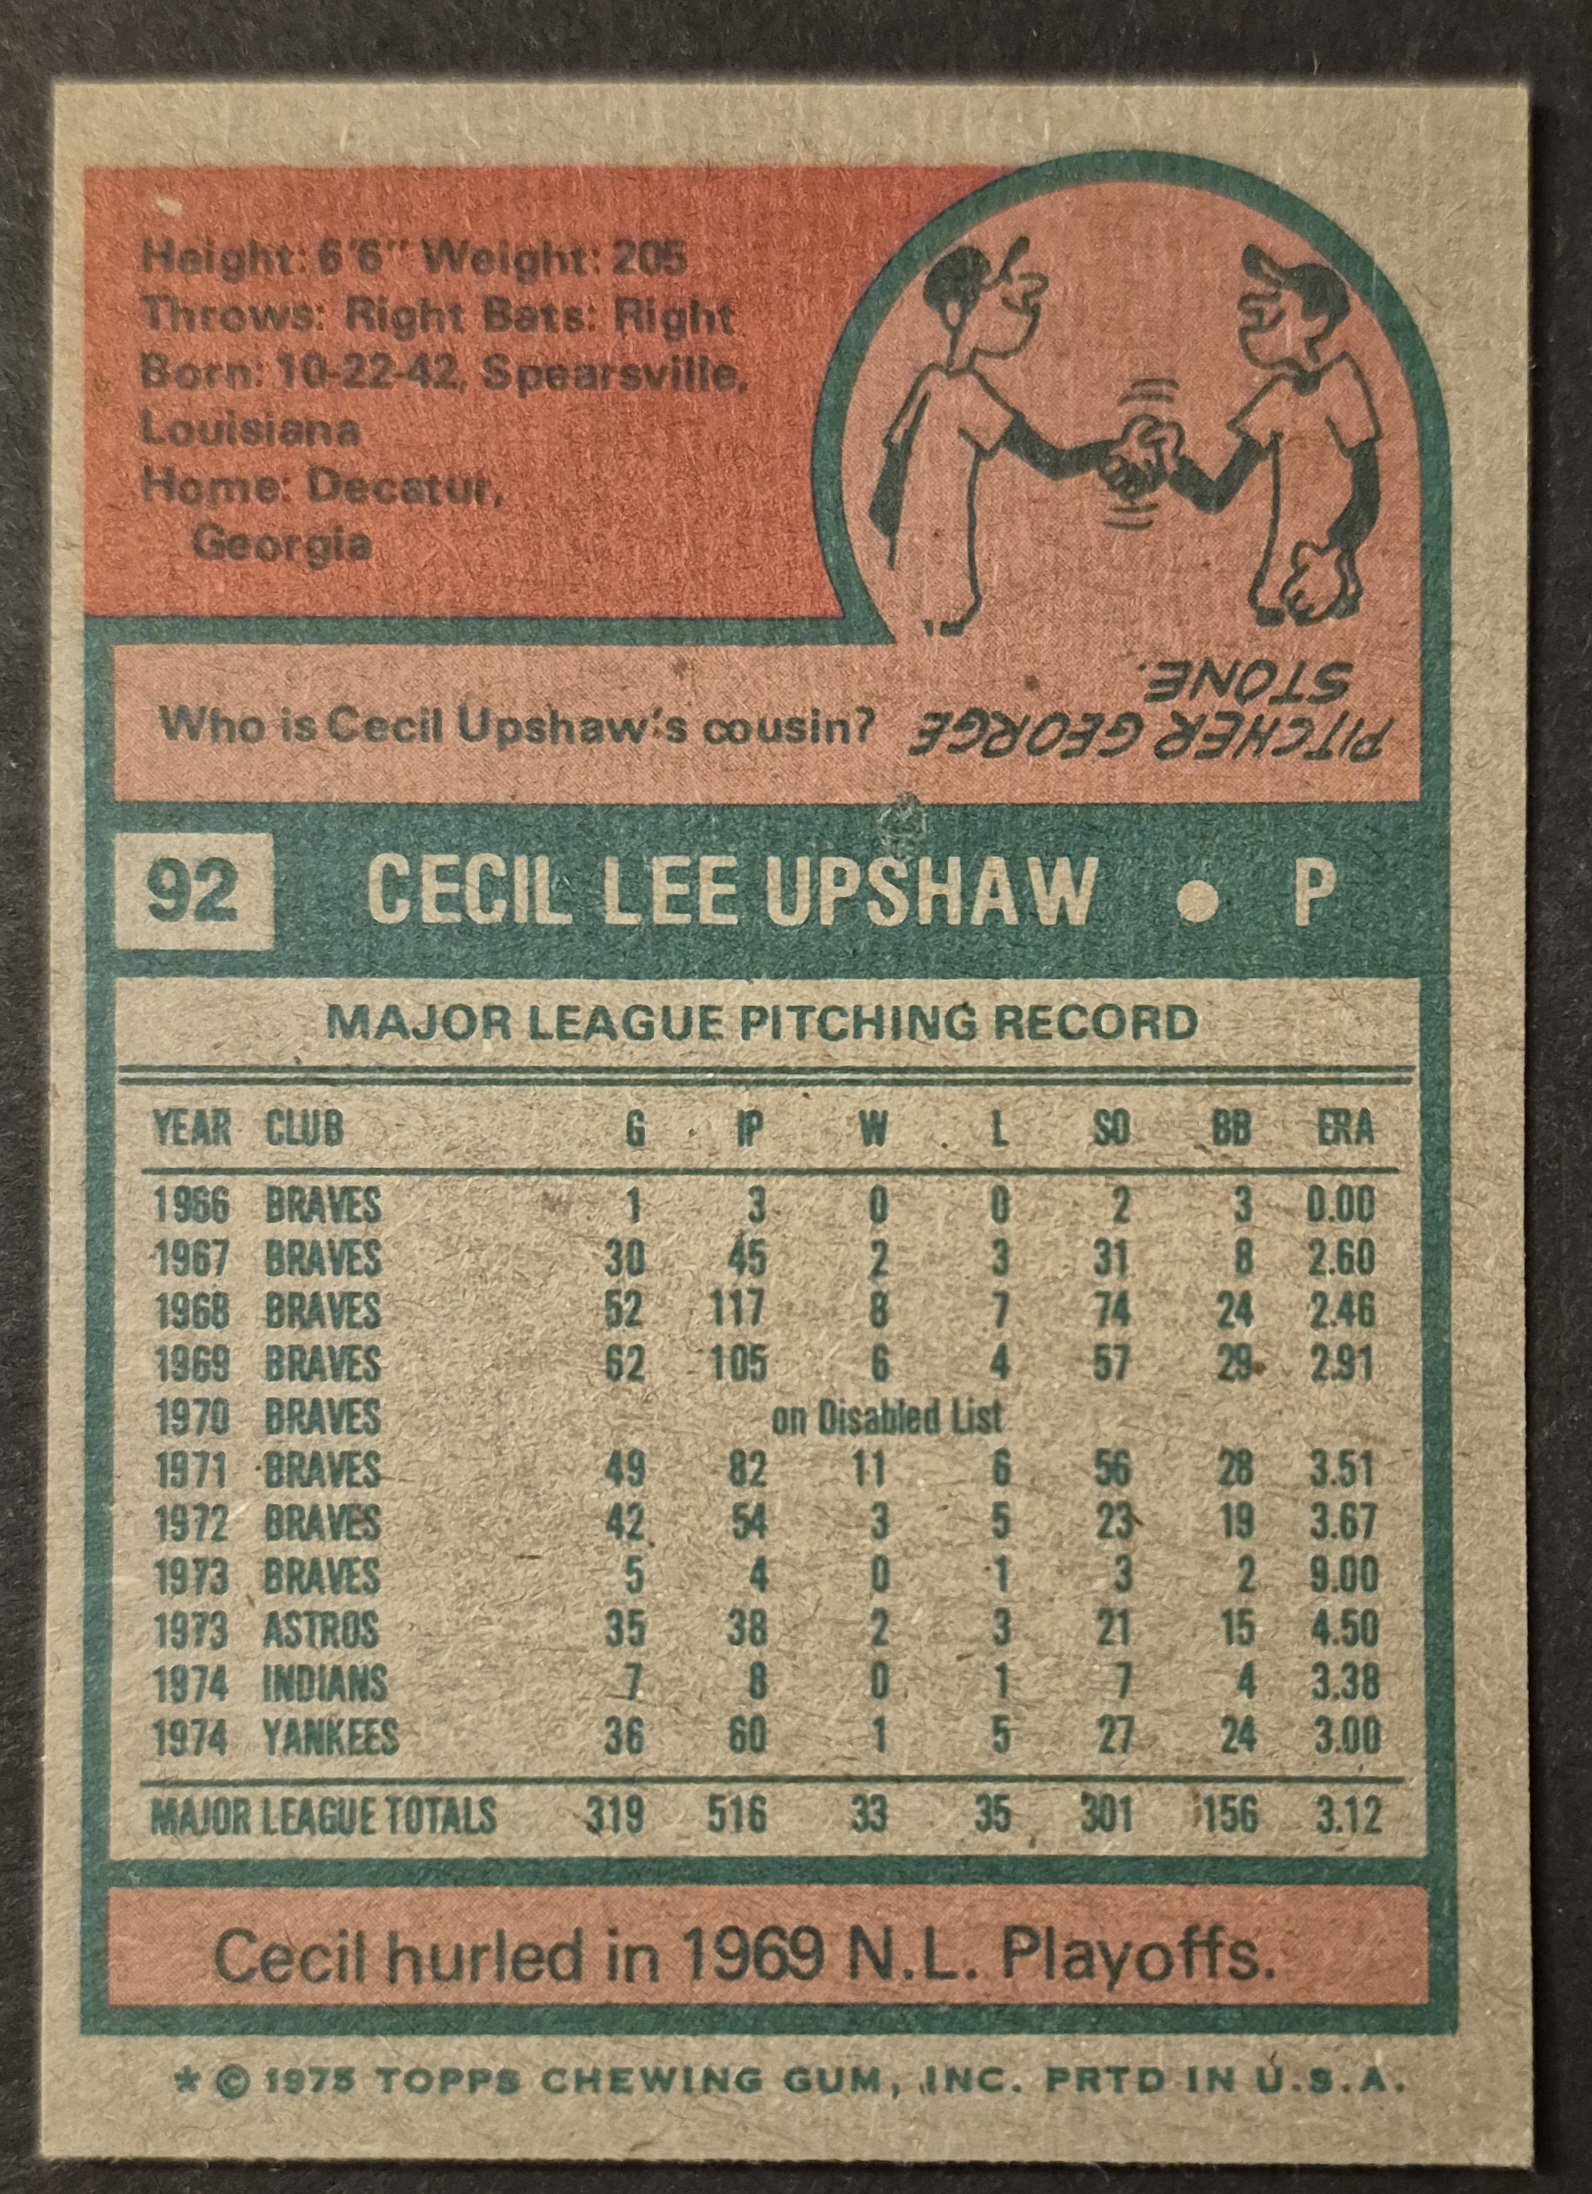 Height: 6'6" Weight: 205
Throws: Right Bats: Right
Born: 10-22-42, Spearsville,
Louisiana
Home: Decatur,
Georgia
Who is Cecil Upshaw's cousin?
PITCHER GEORGE
STONE.
92 CECIL LEE UPSHAW • P
MAJOR LEAGUE PITCHING RECORD
YEAR CLUB G IP W L SO BB ERA
1966 BRAVES 1 3 0 0 2 3 0.00
1967 BRAVES 30 45 2 3 31 8 2.60
1968 BRAVES 52 117 8 7 74 24 2.46
1969 BRAVES 62 105 6 4 57 29 2.91
1970 BRAVES on Disabled List
1971 BRAVES 49 82 11 6 56 28 3.51
1972 BRAVES 42 54 3 5 23 19 3.67
1973 BRAVES 5 4 0 1 3 2 9.00
1973 ASTROS 35 38 2 3 21 15 4.50
1974 INDIANS 7 8 0 1 7 4 3.38
1974 YANKEES 36 60 1 5 27 24 3.00
MAJOR LEAGUE TOTALS 319 516 33 35 301 156 3.12
Cecil hurled in 1969 N.L. Playoffs.
* © 1975 TOPPS CHEWING GUM, INC. PRTD IN U.S.A.